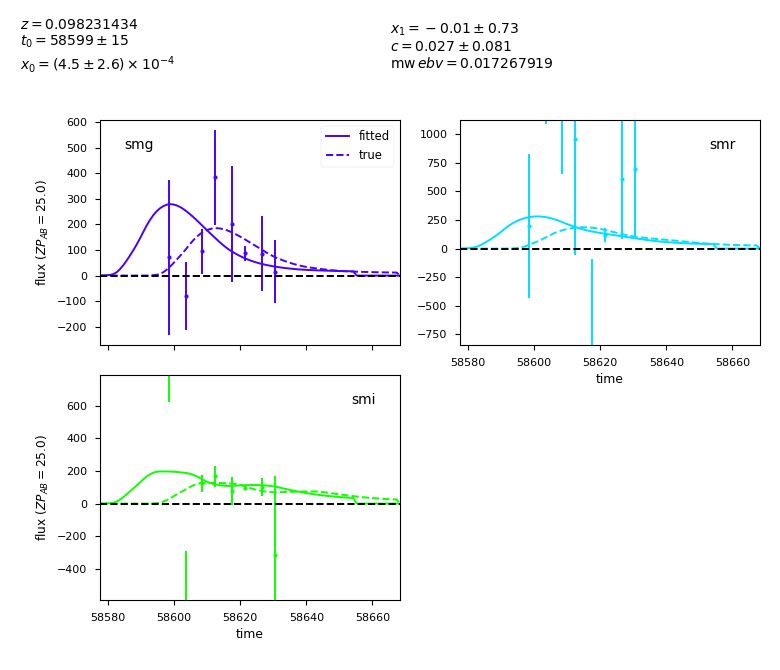 z = 0.098231434
t₀ = 58599 ± 15
x₀ = (4.5 ± 2.6) × 10⁻⁴
x₁ = −0.01 ± 0.73
c = 0.027 ± 0.081
mw ebv = 0.017267919
smg
fitted
true
600
500
400
300
200
100
0
−100
−200
flux (ZP_AB = 25.0)
smr
1000
750
500
250
0
−250
−500
−750
58580 58600 58620 58640 58660
time
smi
600
400
200
0
−200
−400
flux (ZP_AB = 25.0)
58580 58600 58620 58640 58660
time